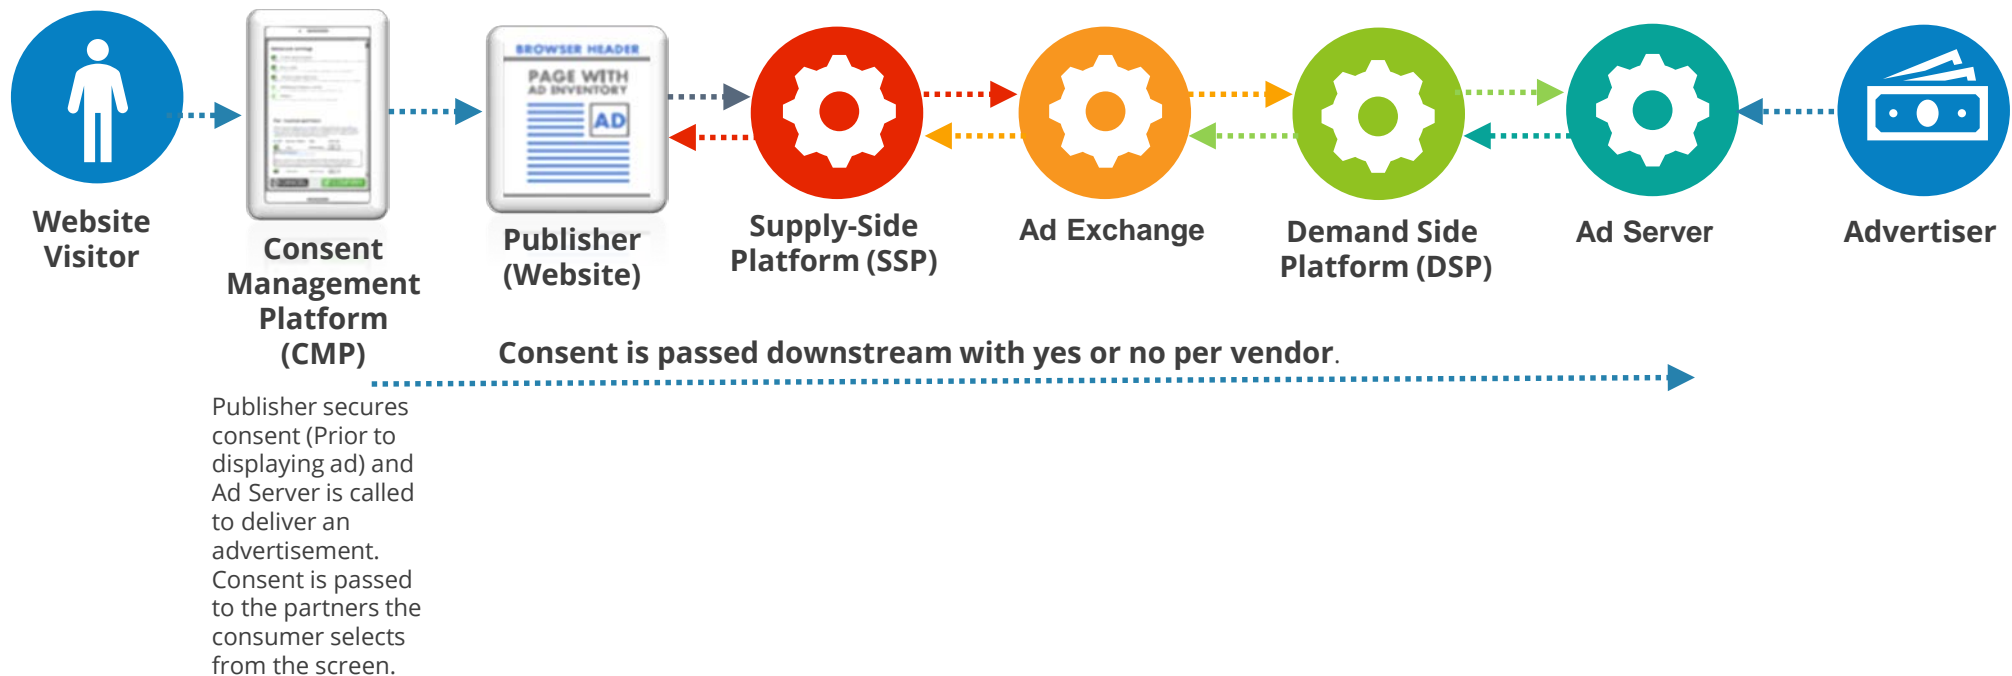 BROWSER HEADER
PAGE WITH
AD INVENTORY
AD
Website
Visitor
Consent
Management
Platform
(CMP)
Publisher
(Website)
Supply-Side
Platform (SSP)
Ad Exchange
Demand Side
Platform (DSP)
Ad Server
Advertiser
Consent is passed downstream with yes or no per vendor.
Publisher secures
consent (Prior to
displaying ad) and
Ad Server is called
to deliver an
advertisement.
Consent is passed
to the partners the
consumer selects
from the screen.